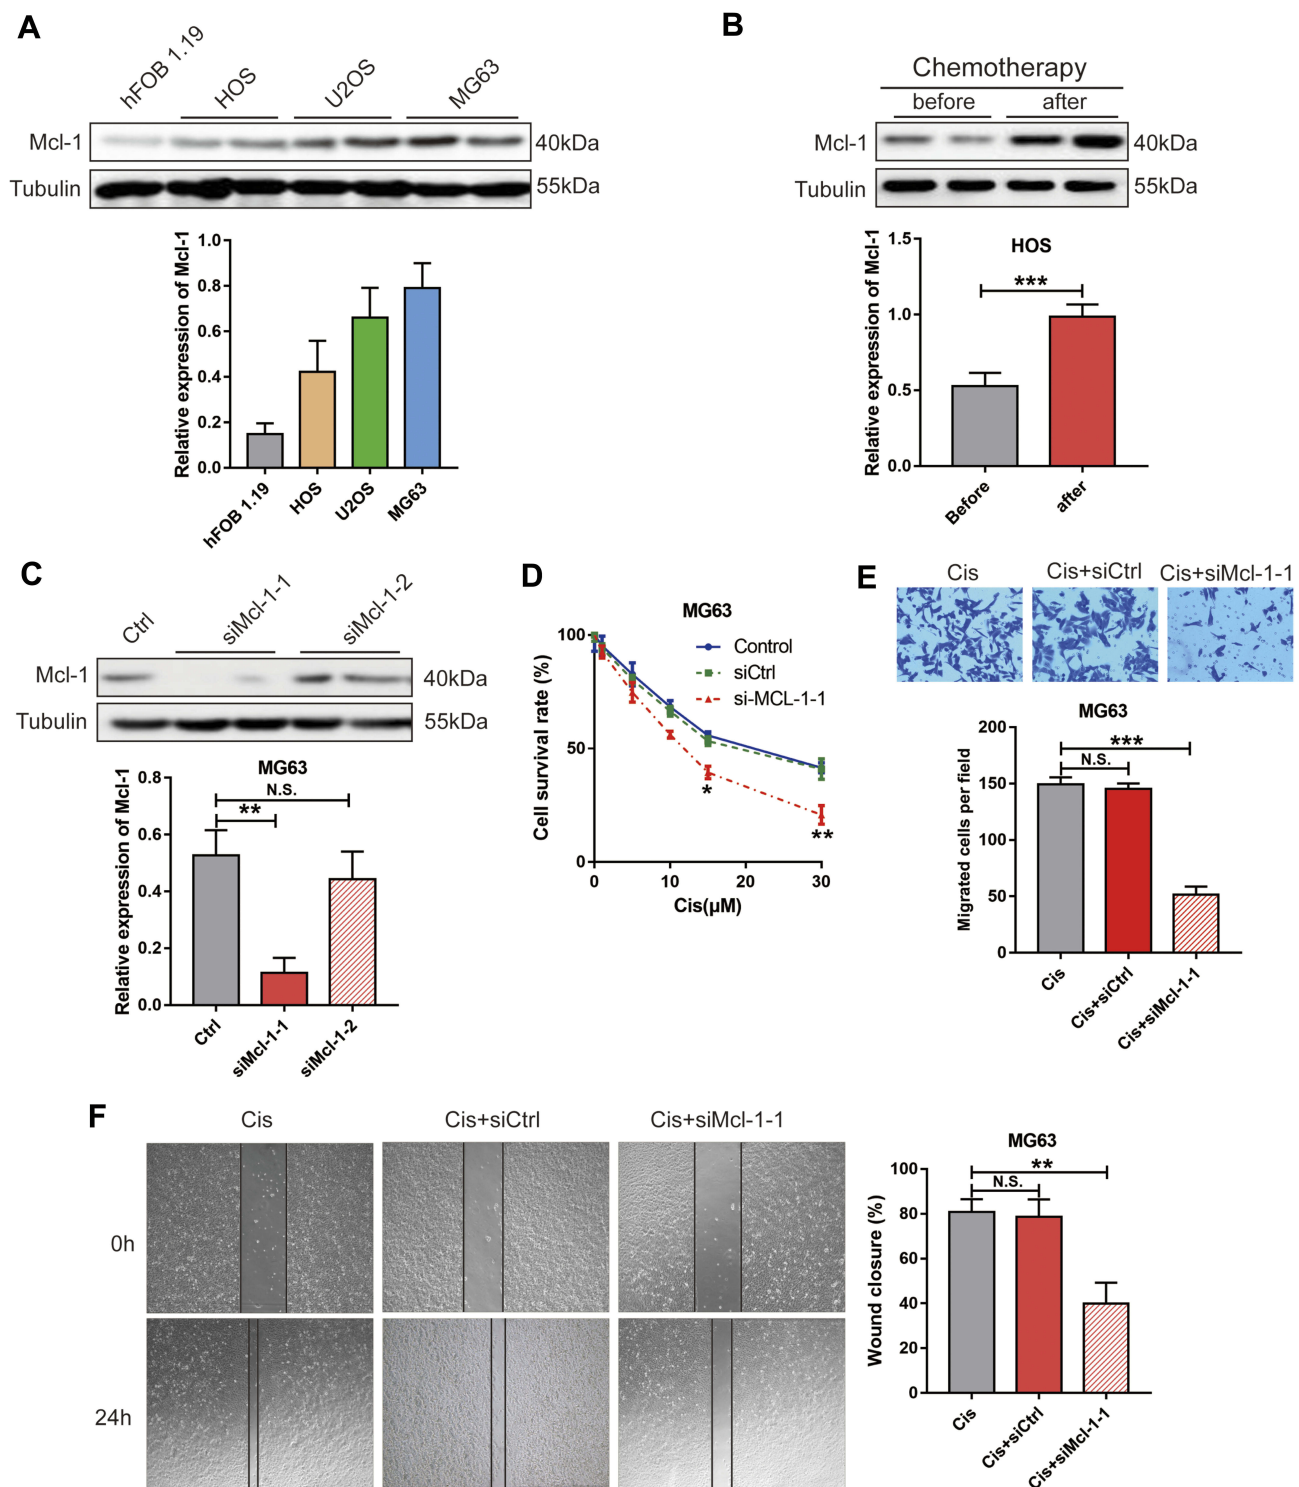 A
hFOB 1.19
HOS
U2OS
MG63
Mcl-1
40kDa
Tubulin
55kDa
Relative expression of Mcl-1
1.0
0.8
0.6
0.4
0.2
0.0
hFOB 1.19
HOS
U2OS
MG63
B
Chemotherapy
before
after
Mcl-1
40kDa
Tubulin
55kDa
HOS
Relative expression of Mcl-1
1.5
1.0
0.5
0.0
***
Before
after
C
Ctrl
siMcl-1-1
siMcl-1-2
Mcl-1
40kDa
Tubulin
55kDa
MG63
Relative expression of Mcl-1
0.8
0.6
0.4
0.2
0.0
N.S.
**
Ctrl
siMcl-1-1
siMcl-1-2
D
MG63
Cell survival rate (%)
100
50
0
Control
siCtrl
si-MCL-1-1
*
**
0
10
20
30
Cis(μM)
E
Cis
Cis+siCtrl
Cis+siMcl-1-1
MG63
Migrated cells per field
200
150
100
50
0
***
N.S.
Cis
Cis+siCtrl
Cis+siMcl-1-1
F
Cis
Cis+siCtrl
Cis+siMcl-1-1
0h
24h
MG63
Wound closure (%)
100
80
60
40
20
0
**
N.S.
Cis
Cis+siCtrl
Cis+siMcl-1-1